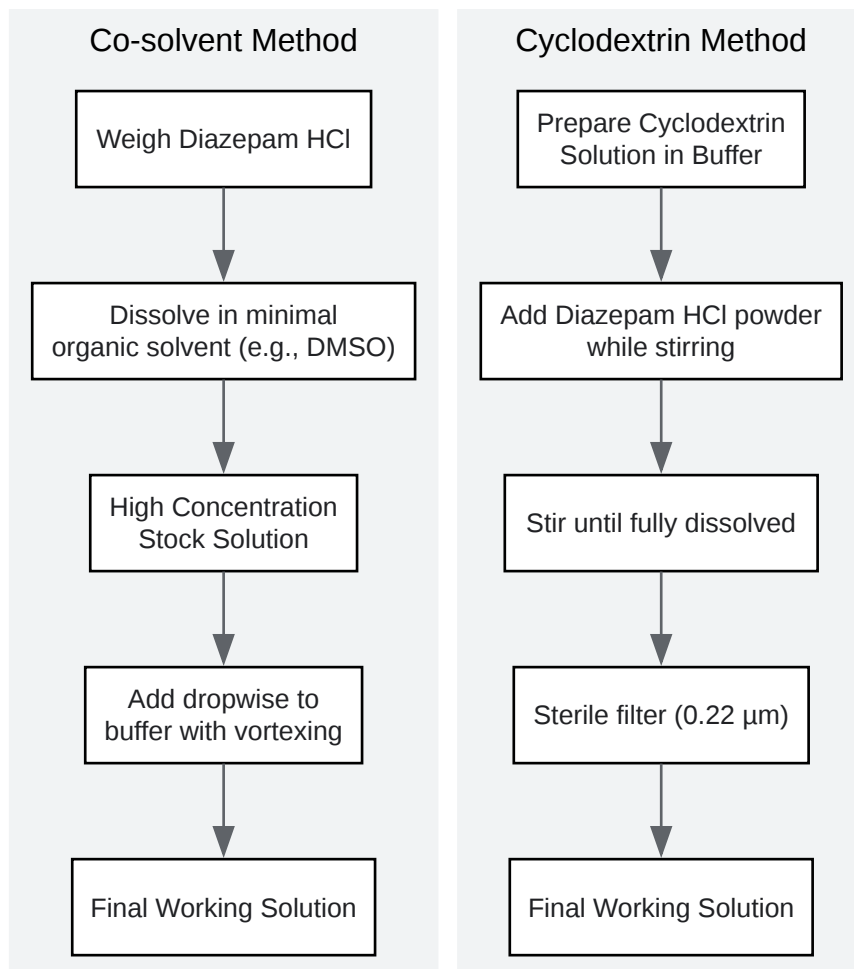 Co-solvent Method
Weigh Diazepam HCl
Dissolve in minimal
organic solvent (e.g., DMSO)
High Concentration
Stock Solution
Add dropwise to
buffer with vortexing
Final Working Solution
Cyclodextrin Method
Prepare Cyclodextrin
Solution in Buffer
Add Diazepam HCl powder
while stirring
Stir until fully dissolved
Sterile filter (0.22 µm)
Final Working Solution